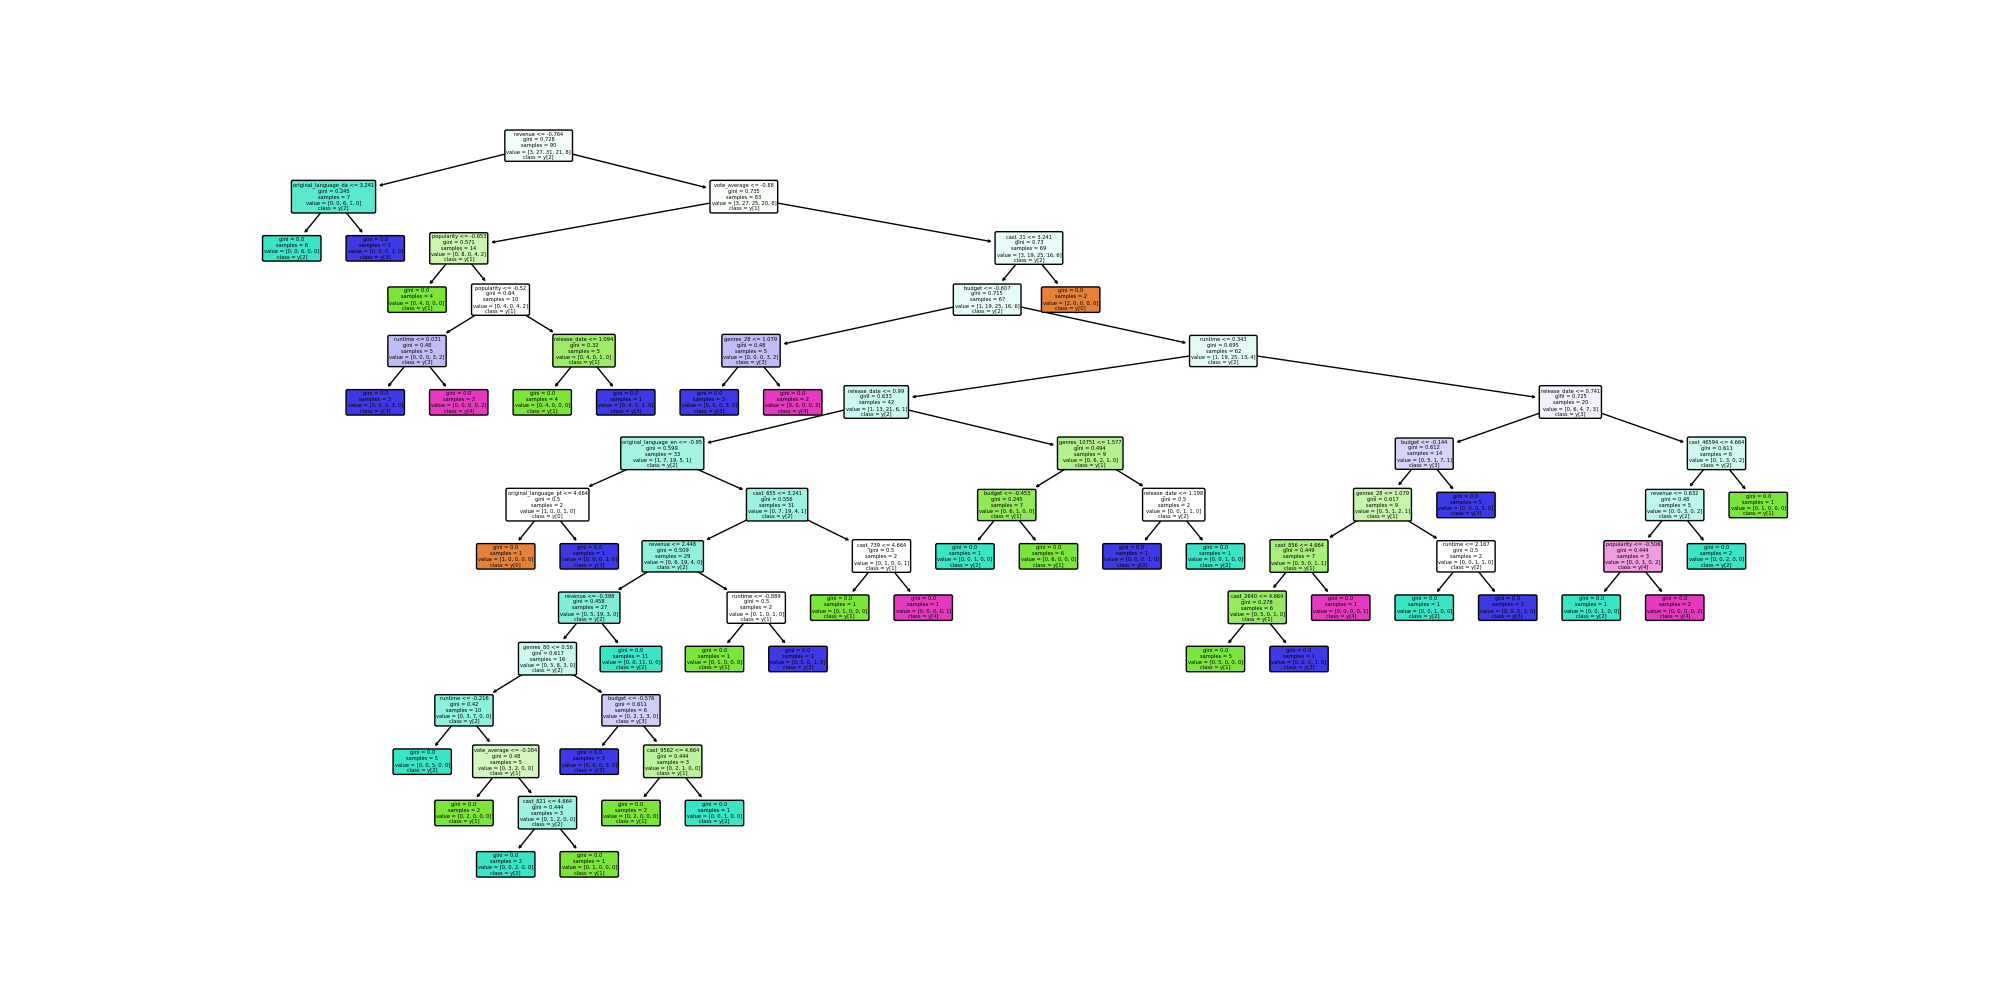 revenue <= -0.764
gini = 0.728
samples = 90
value = [3, 27, 31, 21, 8]
class = y[2]
original_language_da <= 3.241
gini = 0.245
samples = 7
value = [0, 0, 6, 1, 0]
class = y[2]
vote_average <= -0.88
gini = 0.735
samples = 83
value = [3, 27, 25, 20, 8]
class = y[1]
gini = 0.0
samples = 6
value = [0, 0, 6, 0, 0]
class = y[2]
gini = 0.0
samples = 1
value = [0, 0, 0, 1, 0]
class = y[3]
popularity <= -0.653
gini = 0.571
samples = 14
value = [0, 8, 0, 4, 2]
class = y[1]
cast_31 <= 3.241
gini = 0.73
samples = 69
value = [3, 19, 25, 16, 6]
class = y[2]
gini = 0.0
samples = 4
value = [0, 4, 0, 0, 0]
class = y[1]
popularity <= -0.52
gini = 0.64
samples = 10
value = [0, 4, 0, 4, 2]
class = y[1]
budget <= -0.607
gini = 0.715
samples = 67
value = [1, 19, 25, 16, 6]
class = y[2]
gini = 0.0
samples = 2
value = [2, 0, 0, 0, 0]
class = y[0]
runtime <= 0.031
gini = 0.48
samples = 5
value = [0, 0, 0, 3, 2]
class = y[3]
release_date <= 1.094
gini = 0.32
samples = 5
value = [0, 4, 0, 1, 0]
class = y[1]
genres_28 <= 1.079
gini = 0.48
samples = 5
value = [0, 0, 0, 3, 2]
class = y[3]
runtime <= 0.343
gini = 0.695
samples = 62
value = [1, 19, 25, 13, 4]
class = y[2]
gini = 0.0
samples = 3
value = [0, 0, 0, 3, 0]
class = y[3]
gini = 0.0
samples = 2
value = [0, 0, 0, 0, 2]
class = y[4]
gini = 0.0
samples = 4
value = [0, 4, 0, 0, 0]
class = y[1]
gini = 0.0
samples = 1
value = [0, 0, 0, 1, 0]
class = y[3]
gini = 0.0
samples = 3
value = [0, 0, 0, 3, 0]
class = y[3]
gini = 0.0
samples = 2
value = [0, 0, 0, 0, 2]
class = y[4]
release_date <= 0.99
gini = 0.633
samples = 42
value = [1, 13, 21, 6, 1]
class = y[2]
release_date <= 0.741
gini = 0.725
samples = 20
value = [0, 6, 4, 7, 3]
class = y[3]
original_language_en <= -0.95
gini = 0.599
samples = 33
value = [1, 7, 19, 5, 1]
class = y[2]
genres_10751 <= 1.577
gini = 0.494
samples = 9
value = [0, 6, 2, 1, 0]
class = y[1]
budget <= -0.144
gini = 0.612
samples = 14
value = [0, 5, 1, 7, 1]
class = y[3]
cast_46594 <= 4.664
gini = 0.611
samples = 6
value = [0, 1, 3, 0, 2]
class = y[2]
original_language_pt <= 4.664
gini = 0.5
samples = 2
value = [1, 0, 0, 1, 0]
class = y[0]
cast_655 <= 3.241
gini = 0.556
samples = 31
value = [0, 7, 19, 4, 1]
class = y[2]
budget <= -0.453
gini = 0.245
samples = 7
value = [0, 6, 1, 0, 0]
class = y[1]
release_date <= 1.198
gini = 0.5
samples = 2
value = [0, 0, 1, 1, 0]
class = y[2]
genres_28 <= 1.079
gini = 0.617
samples = 9
value = [0, 5, 1, 2, 1]
class = y[1]
gini = 0.0
samples = 5
value = [0, 0, 0, 5, 0]
class = y[3]
revenue <= 0.632
gini = 0.48
samples = 5
value = [0, 0, 3, 0, 2]
class = y[2]
gini = 0.0
samples = 1
value = [0, 1, 0, 0, 0]
class = y[1]
gini = 0.0
samples = 1
value = [1, 0, 0, 0, 0]
class = y[0]
gini = 0.0
samples = 1
value = [0, 0, 0, 1, 0]
class = y[3]
revenue <= 2.448
gini = 0.509
samples = 29
value = [0, 6, 19, 4, 0]
class = y[2]
cast_739 <= 4.664
gini = 0.5
samples = 2
value = [0, 1, 0, 0, 1]
class = y[1]
gini = 0.0
samples = 1
value = [0, 0, 1, 0, 0]
class = y[2]
gini = 0.0
samples = 6
value = [0, 6, 0, 0, 0]
class = y[1]
gini = 0.0
samples = 1
value = [0, 0, 0, 1, 0]
class = y[3]
gini = 0.0
samples = 1
value = [0, 0, 1, 0, 0]
class = y[2]
cast_856 <= 4.664
gini = 0.449
samples = 7
value = [0, 5, 0, 1, 1]
class = y[1]
runtime <= 2.167
gini = 0.5
samples = 2
value = [0, 0, 1, 1, 0]
class = y[2]
popularity <= -0.506
gini = 0.444
samples = 3
value = [0, 0, 1, 0, 2]
class = y[4]
gini = 0.0
samples = 2
value = [0, 0, 2, 0, 0]
class = y[2]
revenue <= -0.398
gini = 0.458
samples = 27
value = [0, 5, 19, 3, 0]
class = y[2]
runtime <= -0.889
gini = 0.5
samples = 2
value = [0, 1, 0, 1, 0]
class = y[1]
gini = 0.0
samples = 1
value = [0, 1, 0, 0, 0]
class = y[1]
gini = 0.0
samples = 1
value = [0, 0, 0, 0, 1]
class = y[4]
cast_2640 <= 4.664
gini = 0.278
samples = 6
value = [0, 5, 0, 1, 0]
class = y[1]
gini = 0.0
samples = 1
value = [0, 0, 0, 0, 1]
class = y[4]
gini = 0.0
samples = 1
value = [0, 0, 1, 0, 0]
class = y[2]
gini = 0.0
samples = 1
value = [0, 0, 0, 1, 0]
class = y[3]
gini = 0.0
samples = 1
value = [0, 0, 1, 0, 0]
class = y[2]
gini = 0.0
samples = 2
value = [0, 0, 0, 0, 2]
class = y[4]
genres_80 <= 0.56
gini = 0.617
samples = 16
value = [0, 5, 8, 3, 0]
class = y[2]
gini = 0.0
samples = 11
value = [0, 0, 11, 0, 0]
class = y[2]
gini = 0.0
samples = 1
value = [0, 1, 0, 0, 0]
class = y[1]
gini = 0.0
samples = 1
value = [0, 0, 0, 1, 0]
class = y[3]
gini = 0.0
samples = 5
value = [0, 5, 0, 0, 0]
class = y[1]
gini = 0.0
samples = 1
value = [0, 0, 0, 1, 0]
class = y[3]
runtime <= -0.216
gini = 0.42
samples = 10
value = [0, 3, 7, 0, 0]
class = y[2]
budget <= -0.576
gini = 0.611
samples = 6
value = [0, 2, 1, 3, 0]
class = y[3]
gini = 0.0
samples = 5
value = [0, 0, 5, 0, 0]
class = y[2]
vote_average <= -0.084
gini = 0.48
samples = 5
value = [0, 3, 2, 0, 0]
class = y[1]
gini = 0.0
samples = 3
value = [0, 0, 0, 3, 0]
class = y[3]
cast_9562 <= 4.664
gini = 0.444
samples = 3
value = [0, 2, 1, 0, 0]
class = y[1]
gini = 0.0
samples = 2
value = [0, 2, 0, 0, 0]
class = y[1]
cast_821 <= 4.664
gini = 0.444
samples = 3
value = [0, 1, 2, 0, 0]
class = y[2]
gini = 0.0
samples = 2
value = [0, 2, 0, 0, 0]
class = y[1]
gini = 0.0
samples = 1
value = [0, 0, 1, 0, 0]
class = y[2]
gini = 0.0
samples = 2
value = [0, 0, 2, 0, 0]
class = y[2]
gini = 0.0
samples = 1
value = [0, 1, 0, 0, 0]
class = y[1]